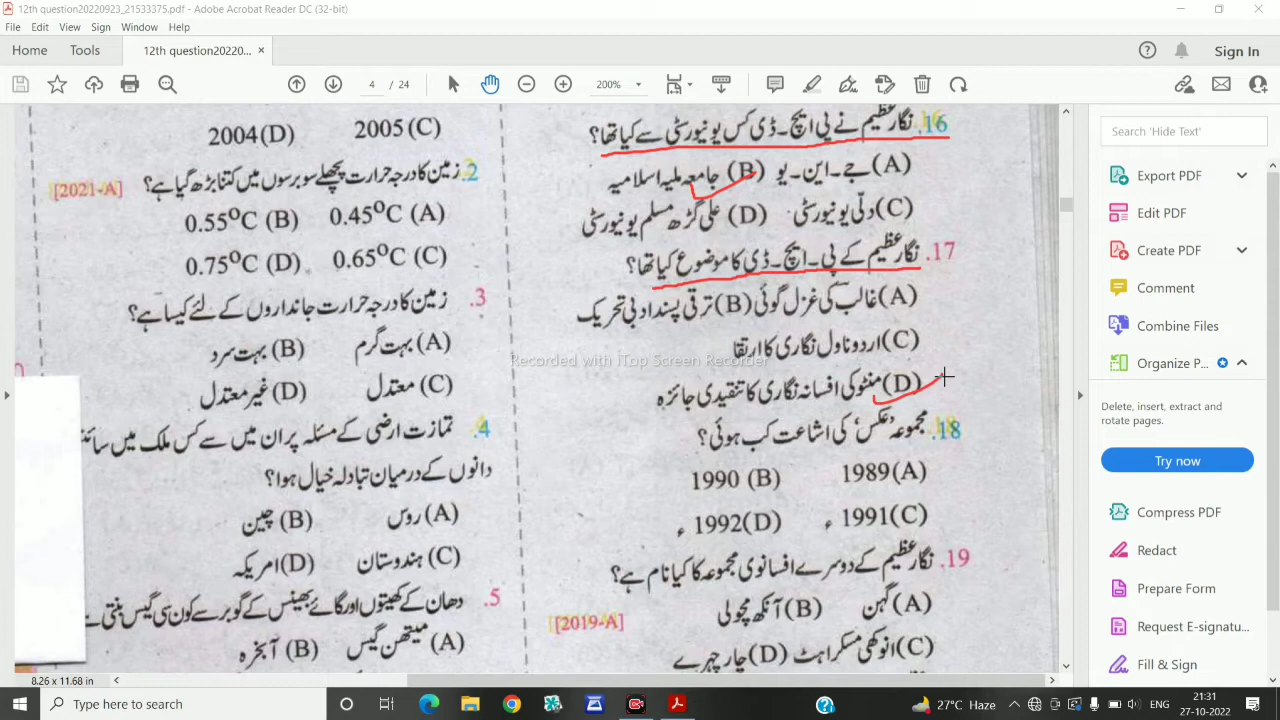 12th question20220923_21533375.pdf - Adobe Acrobat Reader DC (32-bit)
File Edit View Sign Window Help
Home Tools 12th question20220... × Sign In
4 / 24 200%
16. نگار عظیم نے پی ایچ۔ڈی کس یونیورسٹی سے کیا تھا؟
(A) جے۔این۔یو (B) جامعہ ملیہ اسلامیہ
(C) دلّی یونیورسٹی (D) علی گڑھ مسلم یونیورسٹی
17. نگار عظیم کے پی۔ایچ۔ڈی کا موضوع کیا تھا؟
(A) غالب کی غزل گوئی (B) ترقی پسند ادبی تحریک
(C) اردو ناول نگاری کا ارتقا
(D) منٹو کی افسانہ نگاری کا تنقیدی جائزہ
18. مجموعہ ’عکس‘ کی اشاعت کب ہوئی؟
(A) 1989 (B) 1990
(C) 1991ء (D) 1992ء
19. نگار عظیم کے دوسرے افسانوی مجموعہ کا کیا نام ہے؟
(A) گہن (B) آنکھ مچولی [2019-A]
(C) انوکھی مسکراہٹ (D) چار چہرے
(C) 2005 (D) 2004
2. زمین کا درجہ حرارت پچھلے سو برسوں میں کتنا بڑھ گیا ہے؟ [2021-A]
(A) 0.45⁰C (B) 0.55⁰C
(C) 0.65⁰C (D) 0.75⁰C
3. زمین کا درجہ حرارت جانداروں کے لئے کیسا ہے؟
(A) بہت گرم (B) بہت سرد
(C) معتدل (D) غیر معتدل
4. تمازت ارضی کے مسئلہ پر ان میں سے کس ملک میں
دانوں کے درمیان تبادلہ خیال ہوا؟
(A) روس (B) چین
(C) ہندوستان (D) امریکہ
5. دھان کے کھیتوں اور گائے بھینس کے گوبر سے کون سی گیس بنتی
(A) میتھن گیس (B) آبخرہ
Recorded with iTop Screen Recorder
Search 'Hide Text'
Export PDF
Edit PDF
Create PDF
Comment
Combine Files
Organize P...
Delete, insert, extract and
rotate pages.
Try now
Compress PDF
Redact
Prepare Form
Request E-signatu...
Fill & Sign
8.26 x 11.68 in
Type here to search
27°C Haze ENG 21:31
27-10-2022